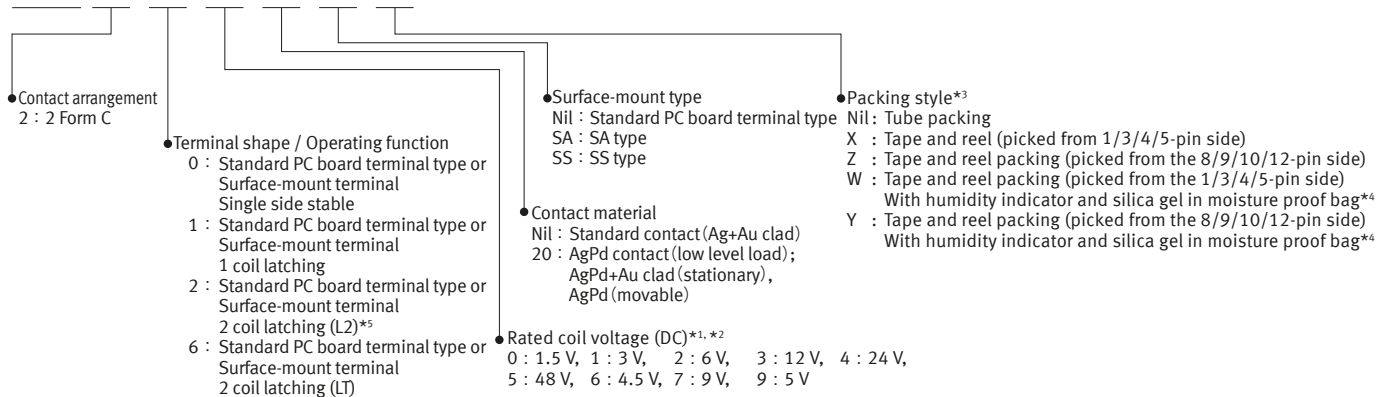 Contact arrangement
2 : 2 Form C
Terminal shape / Operating function
0 : Standard PC board terminal type or
Surface-mount terminal
Single side stable
1 : Standard PC board terminal type or
Surface-mount terminal
1 coil latching
2 : Standard PC board terminal type or
Surface-mount terminal
2 coil latching (L2)*5
6 : Standard PC board terminal type or
Surface-mount terminal
2 coil latching (LT)
Rated coil voltage (DC)*1, *2
0 : 1.5 V, 1 : 3 V, 2 : 6 V, 3 : 12 V, 4 : 24 V,
5 : 48 V, 6 : 4.5 V, 7 : 9 V, 9 : 5 V
Contact material
Nil : Standard contact (Ag+Au clad)
20 : AgPd contact (low level load);
AgPd+Au clad (stationary),
AgPd (movable)
Surface-mount type
Nil : Standard PC board terminal type
SA : SA type
SS : SS type
Packing style*3
Nil : Tube packing
X : Tape and reel (picked from 1/3/4/5-pin side)
Z : Tape and reel packing (picked from the 8/9/10/12-pin side)
W : Tape and reel packing (picked from the 1/3/4/5-pin side)
With humidity indicator and silica gel in moisture proof bag*4
Y : Tape and reel packing (picked from the 8/9/10/12-pin side)
With humidity indicator and silica gel in moisture proof bag*4